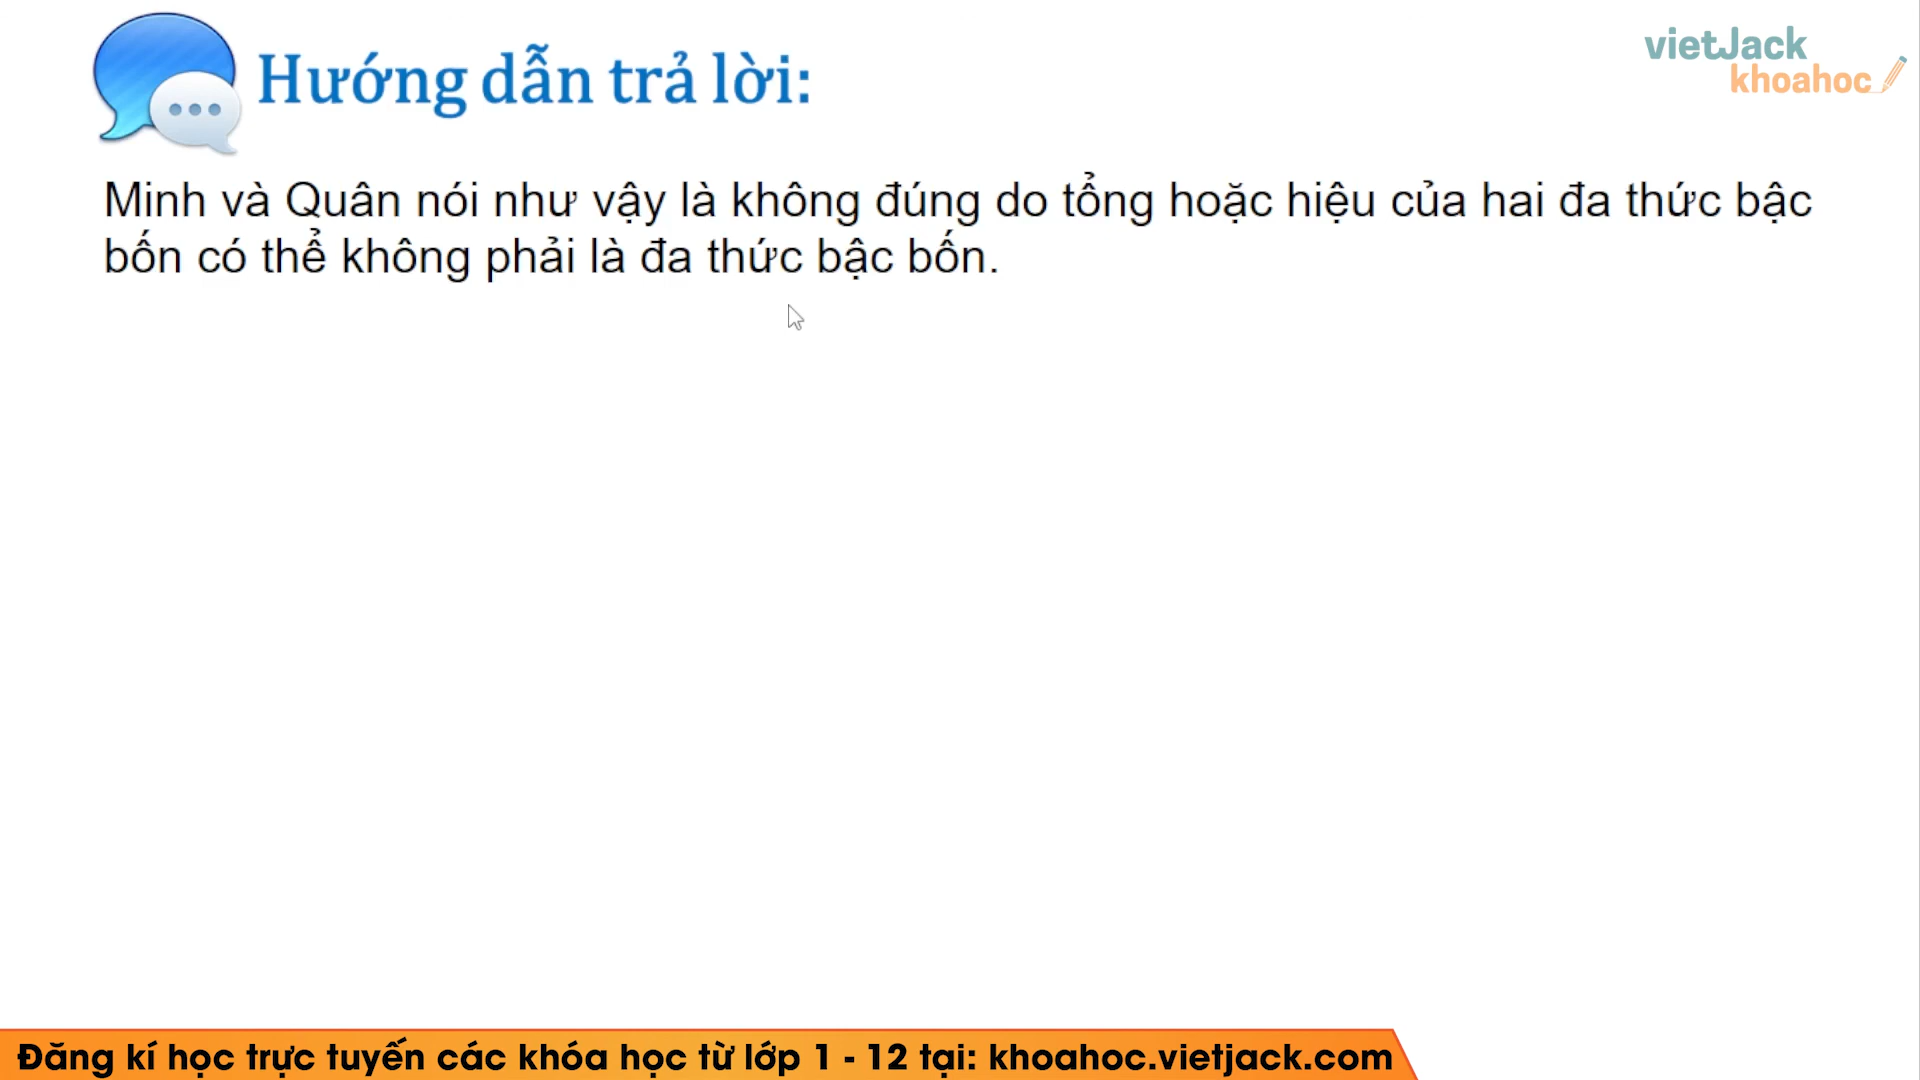 Hướng dẫn trả lời:
vietJack
khoahoc
Minh và Quân nói như vậy là không đúng do tổng hoặc hiệu của hai đa thức bậc
bốn có thể không phải là đa thức bậc bốn.
Đăng kí học trực tuyến các khóa học từ lớp 1 - 12 tại: khoahoc.vietjack.com